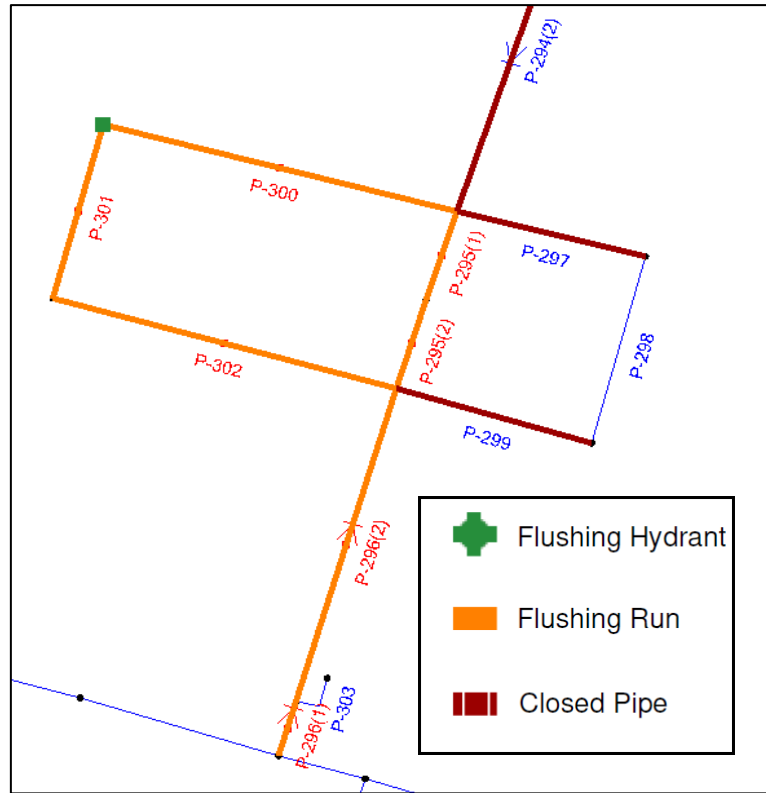 P-294(2)
P-300
P-301
P-297
P-295(1)
P-298
P-295(2)
P-302
P-299
P-296(2)
P-303
P-296(1)
Flushing Hydrant
Flushing Run
Closed Pipe